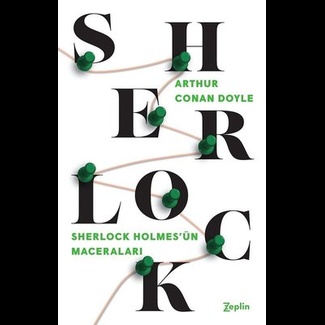 S H
ARTHUR
CONAN DOYLE
E R
L O C
SHERLOCK HOLMES'ÜN
MACERALARI
K
Zeplin